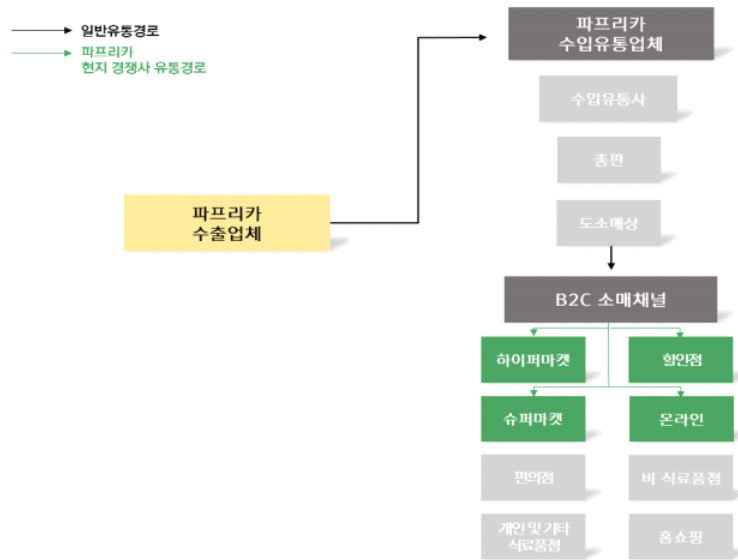 일반유통경로
파프리카
현지 경쟁사 유통경로
파프리카
수입유통업체
수입유통사
총판
파프리카
수출업체
도소매상
B2C 소매채널
하이퍼마켓
할인점
슈퍼마켓
온라인
편의점
비 식료품점
개인 및 기타
식료품점
홈쇼핑